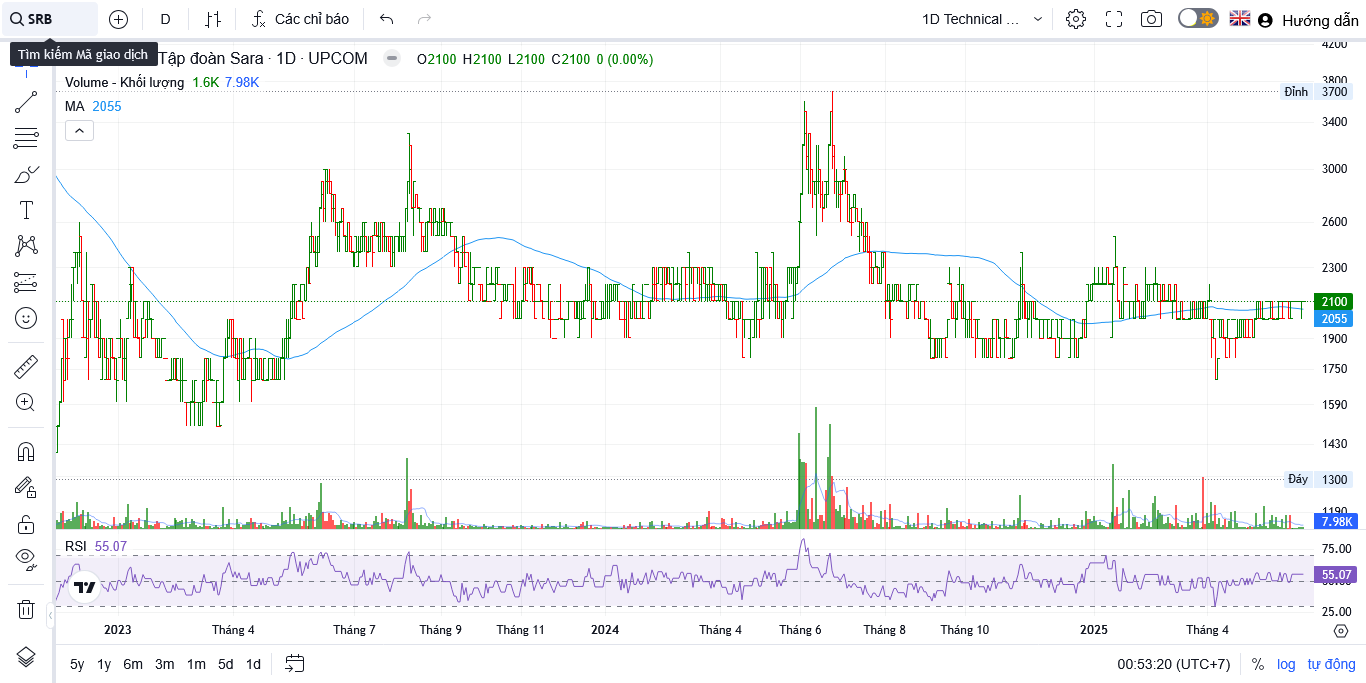 SRB
D
Các chỉ báo
1D Technical ...
Hướng dẫn
Tìm kiếm Mã giao dịch
Tập đoàn Sara · 1D · UPCOM
O2100 H2100 L2100 C2100 0 (0.00%)
Volume - Khối lượng 1.6K 7.98K
MA 2055
4200
3800
Đỉnh 3700
3400
3000
2600
2300
2100
2055
1900
1750
1590
1430
Đáy 1300
1190
7.98K
RSI 55.07
75.00
55.07
25.00
2023 Tháng 4 Tháng 7 Tháng 9 Tháng 11 2024 Tháng 4 Tháng 6 Tháng 8 Tháng 10 2025 Tháng 4
5y 1y 6m 3m 1m 5d 1d
00:53:20 (UTC+7) % log tự động